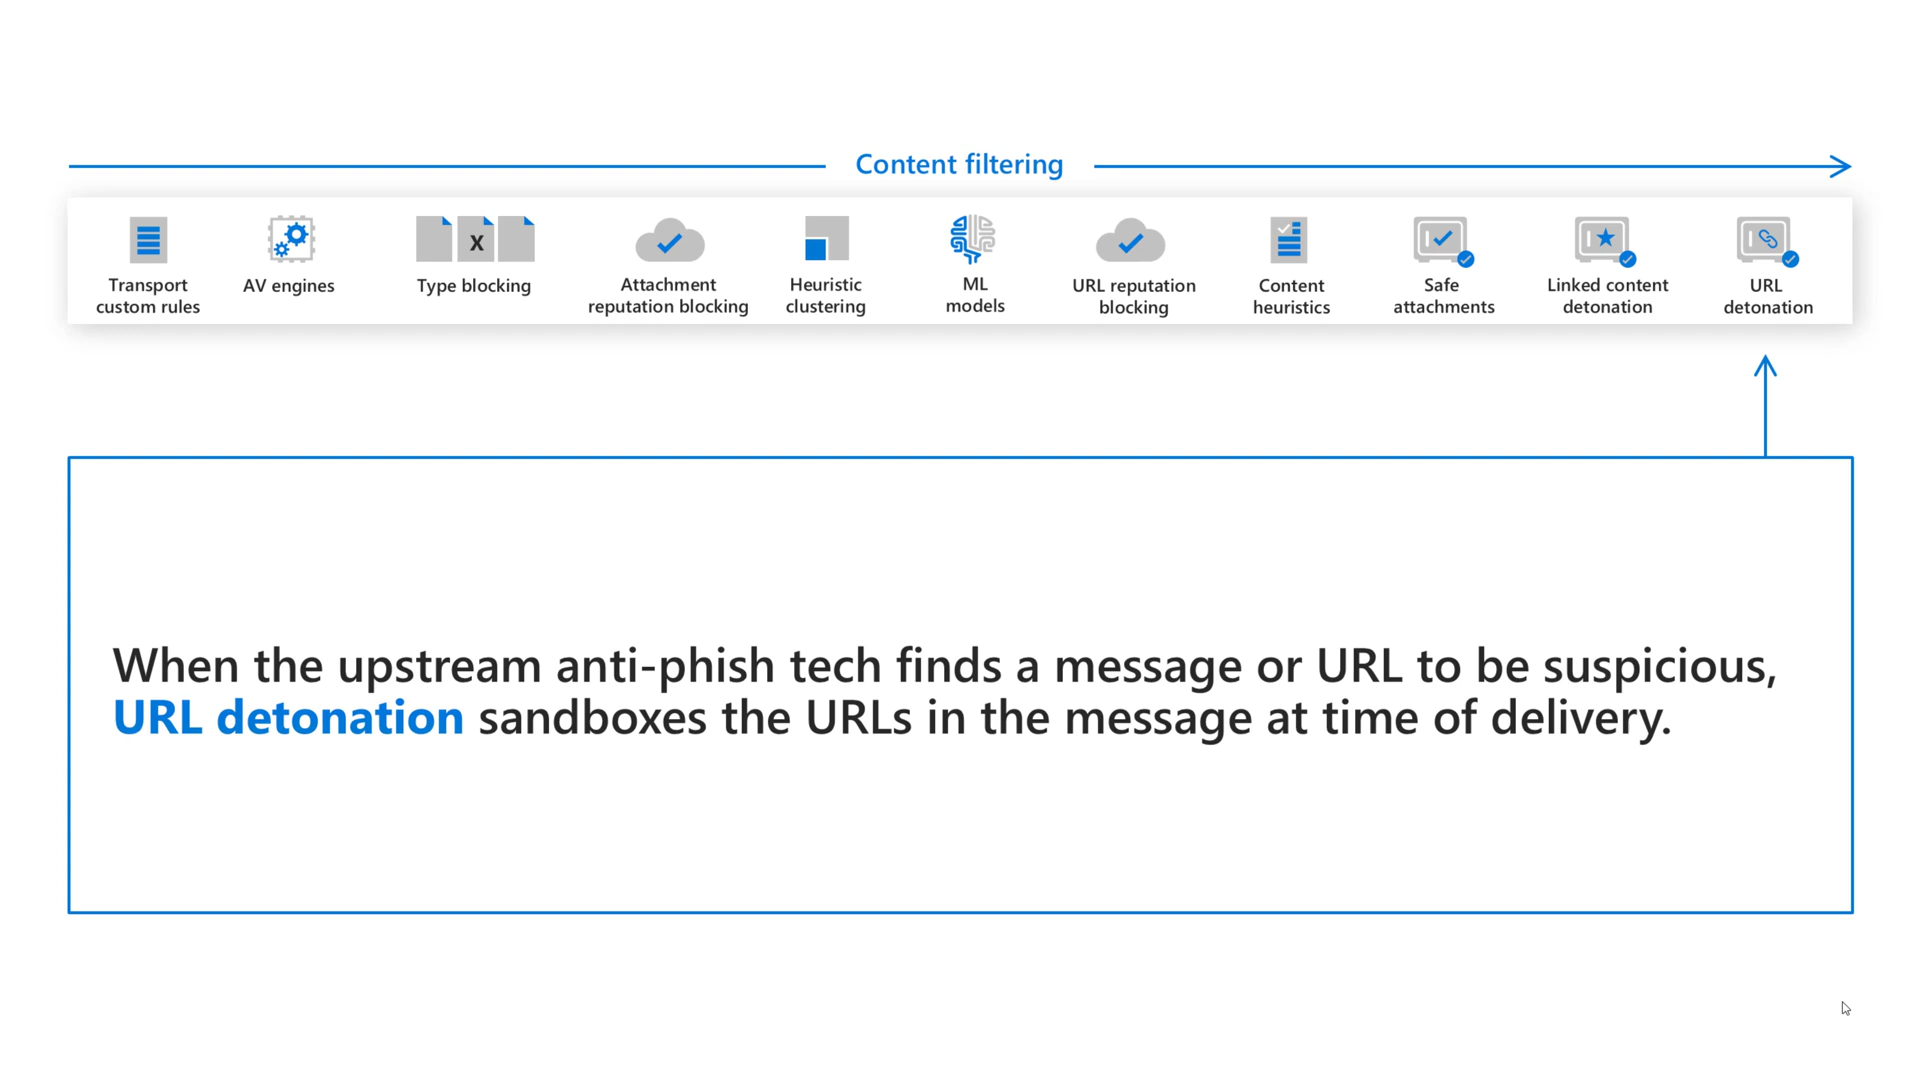 Content filtering
Transport
custom rules
AV engines
X
Type blocking
Attachment
reputation blocking
Heuristic
clustering
ML
models
URL reputation
blocking
Content
heuristics
Safe
attachments
Linked content
detonation
URL
detonation
When the upstream anti-phish tech finds a message or URL to be suspicious,
URL detonation sandboxes the URLs in the message at time of delivery.